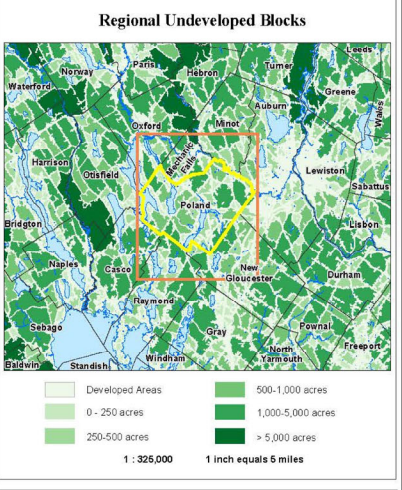 Regional Undeveloped Blocks
Leeds
Paris
Turner
Norway
Hebron
Waterford
Greene
Auburn
Wales
Oxford
Minot
Mechanic
Falls
Harrison
Otisfield
Lewiston
Sabattus
Poland
Bridgton
Lisbon
Naples
Casco
New
Gloucester
Durham
Raymond
Sebago
Gray
Pownal
Freeport
North
Yarmouth
Windham
Baldwin
Standish
Developed Areas
0 - 250 acres
250-500 acres
500-1,000 acres
1,000-5,000 acres
> 5,000 acres
1 : 325,000
1 inch equals 5 miles